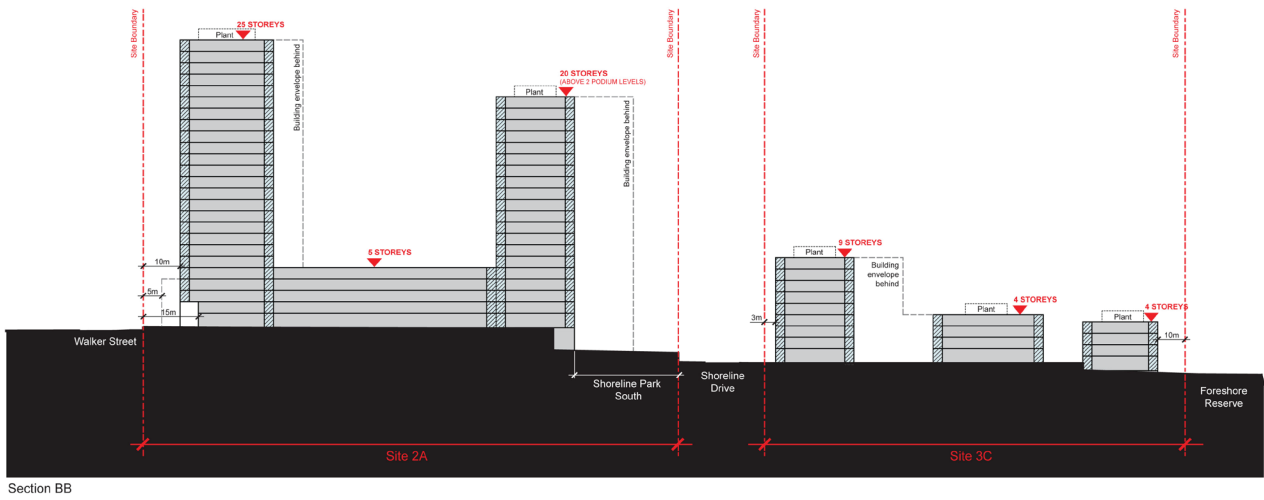 Site Boundary
25 STOREYS
Plant
Building envelope behind
20 STOREYS
(ABOVE 2 PODIUM LEVELS)
Plant
Building envelope behind
Site Boundary
Site Boundary
Site Boundary
5 STOREYS
10m
5m
15m
9 STOREYS
Plant
Building
envelope
behind
4 STOREYS
Plant
4 STOREYS
Plant
3m
10m
Walker Street
Shoreline Park
South
Shoreline
Drive
Foreshore
Reserve
Site 2A
Site 3C
Section BB